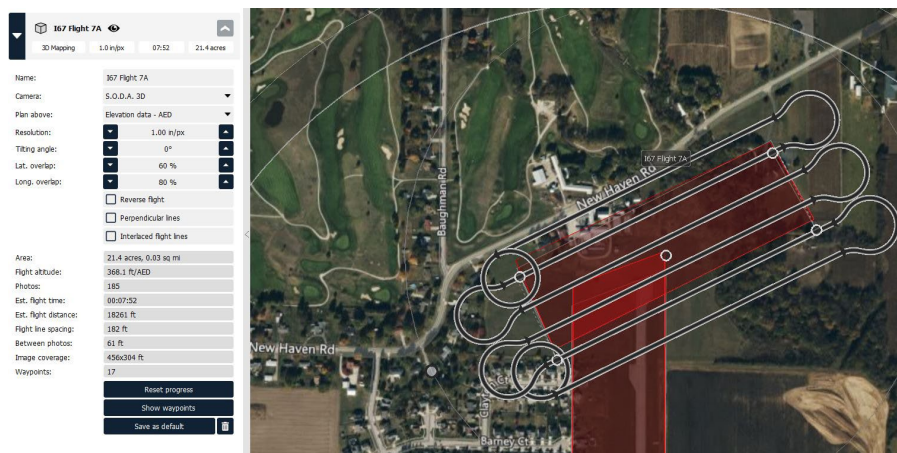 I67 Flight 7A
3D Mapping 1.0 in/px 07:52 21.4 acres
Name: I67 Flight 7A
Camera: S.O.D.A. 3D
Plan above: Elevation data - AED
Resolution: 1.00 in/px
Tilting angle: 0°
Lat. overlap: 60 %
Long. overlap: 80 %
Reverse flight
Perpendicular lines
Interlaced flight lines
Area: 21.4 acres, 0.03 sq mi
Flight altitude: 368.1 ft/AED
Photos: 185
Est. flight time: 00:07:52
Est. flight distance: 18261 ft
Flight line spacing: 182 ft
Between photos: 61 ft
Image coverage: 456x304 ft
Waypoints: 17
Reset progress
Show waypoints
Save as default
I67 Flight 7A
New Haven Rd
Baughman Rd
New Haven Rd
Barney Ct